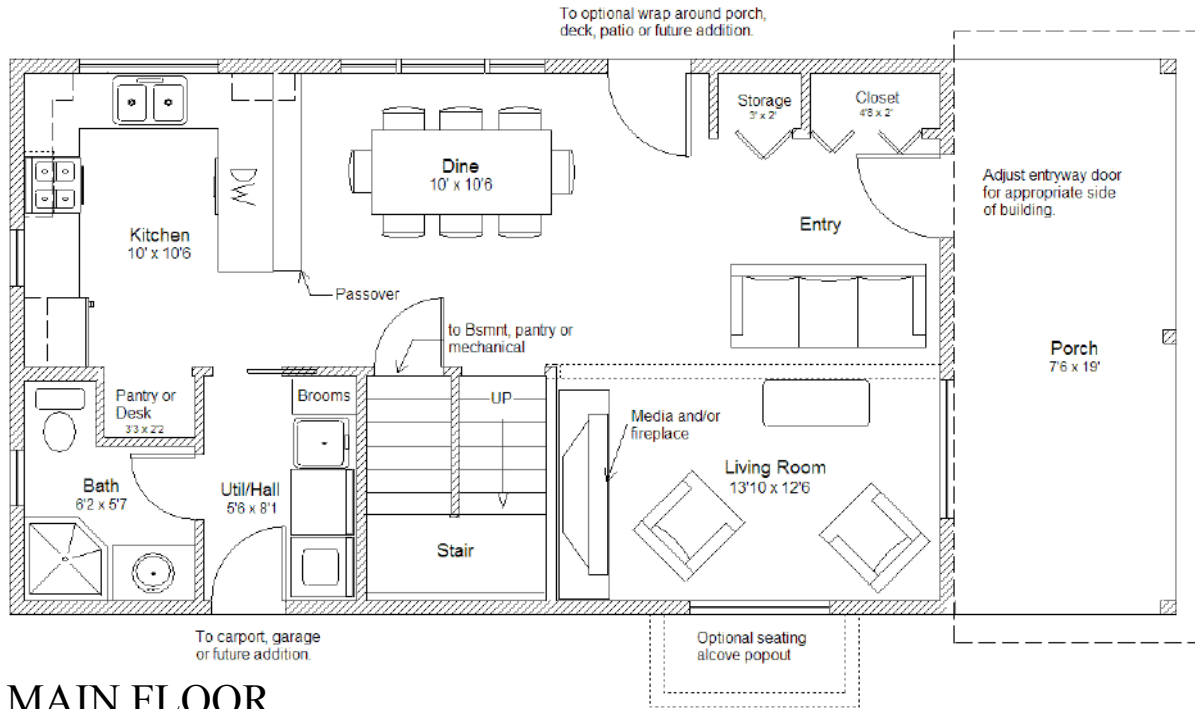 To optional wrap around porch,
deck, patio or future addition.
Storage
3' x 2'
Closet
4'8 x 2'
Dine
10' x 10'6
DW
Adjust entryway door
for appropriate side
of building.
Kitchen
10' x 10'6
Entry
Passover
to Bsmnt, pantry or
mechanical
Porch
7'6 x 19'
Pantry or
Desk
3'3 x 2'2
Brooms
UP
Media and/or
fireplace
Living Room
13'10 x 12'6
Bath
6'2 x 5'7
Util/Hall
5'6 x 8'1
Stair
To carport, garage
or future addition.
Optional seating
alcove popout
MAIN FLOOR